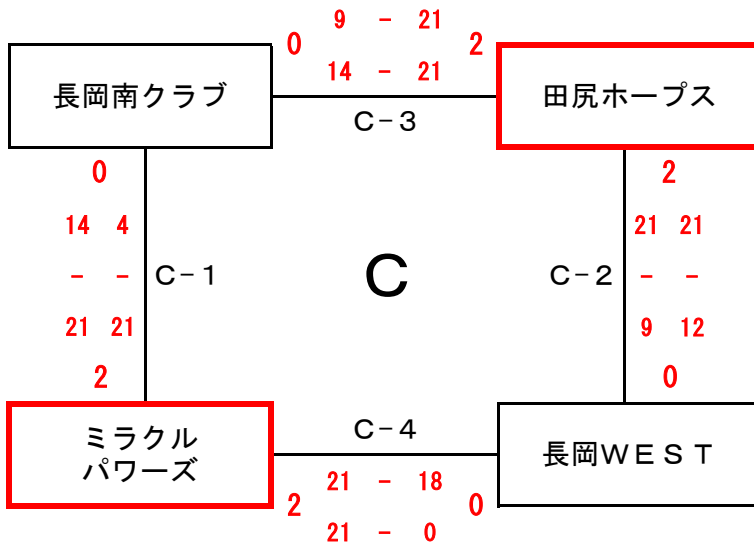 9 - 21
0 2
14 - 21
長岡南クラブ
田尻ホープス
C-3
0
2
14 4
21 21
- -
C-1
C
C-2
- -
21 21
9 12
2
0
ミラクル
パワーズ
C-4
長岡WEST
21 - 18
2 0
21 - 0